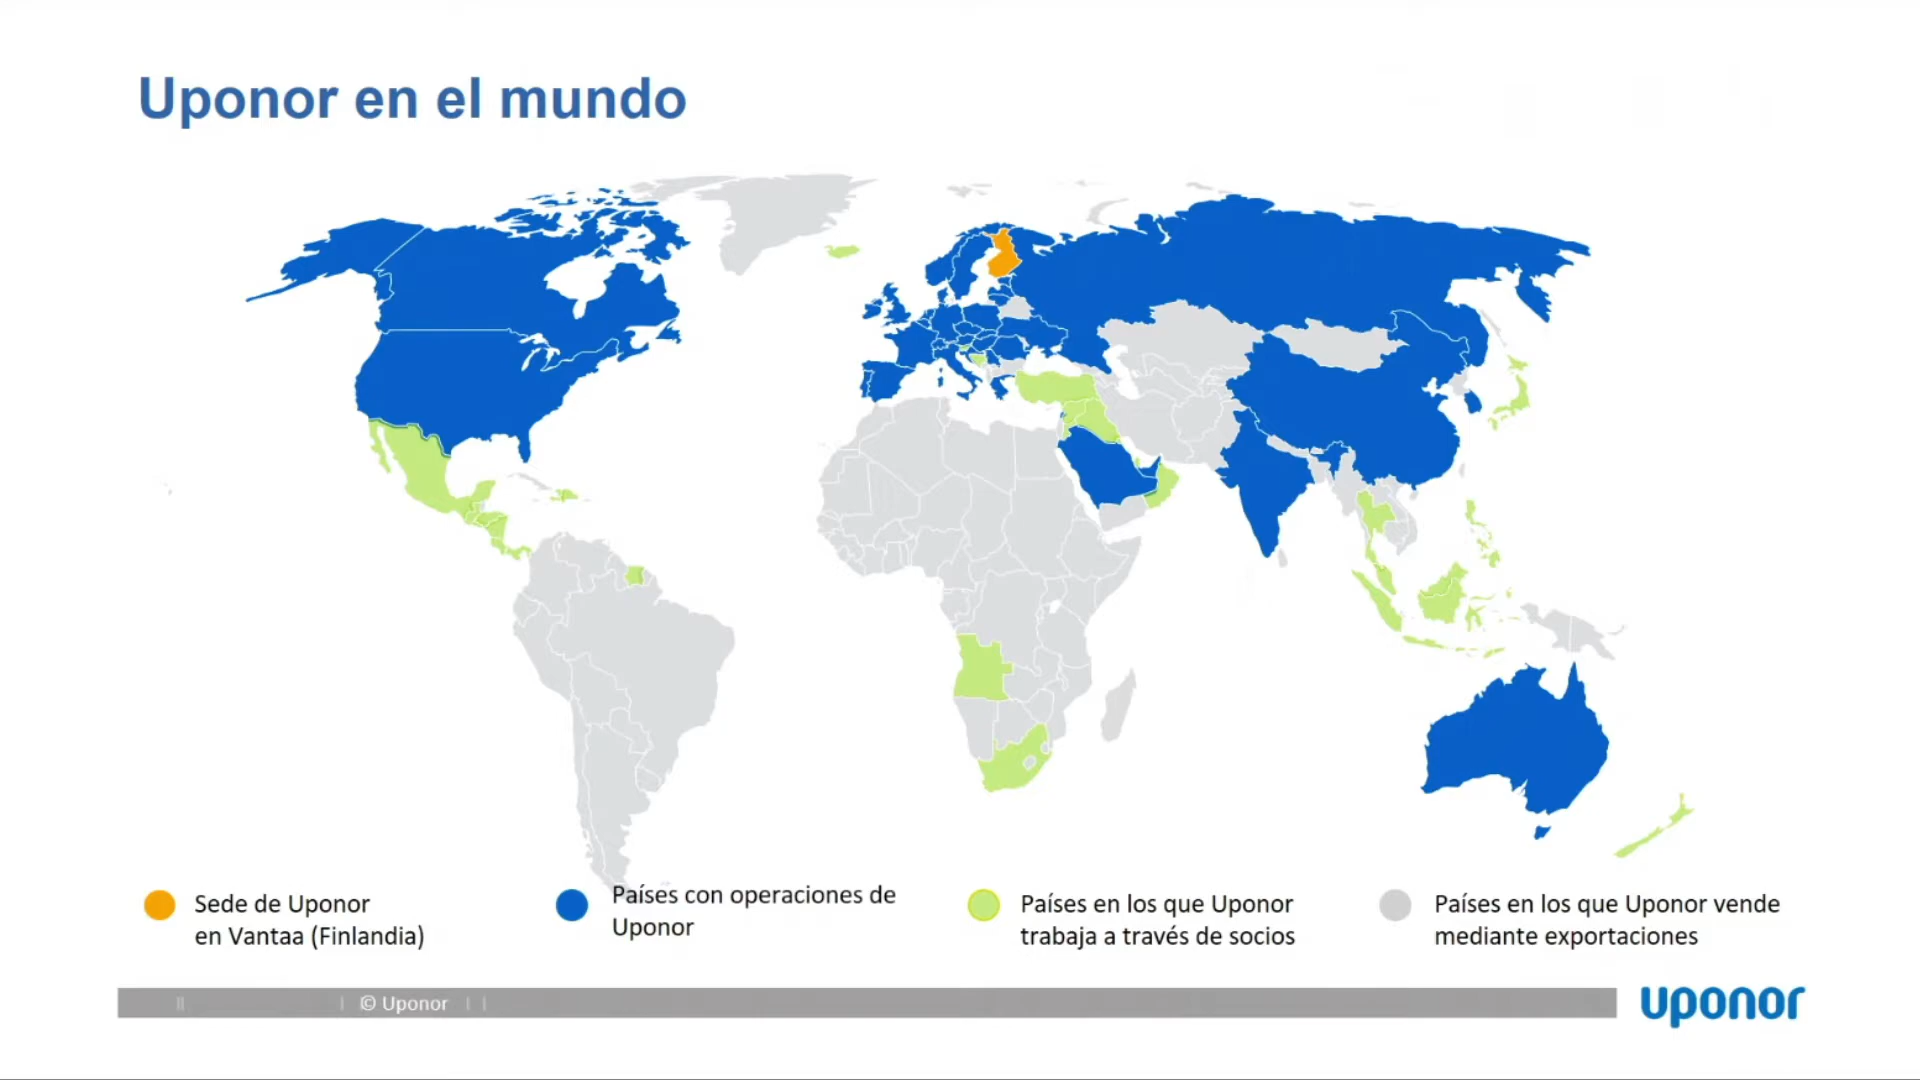 Uponor en el mundo
Sede de Uponor
en Vantaa (Finlandia)
Países con operaciones de
Uponor
Países en los que Uponor
trabaja a través de socios
Países en los que Uponor vende
mediante exportaciones
© Uponor
uponor